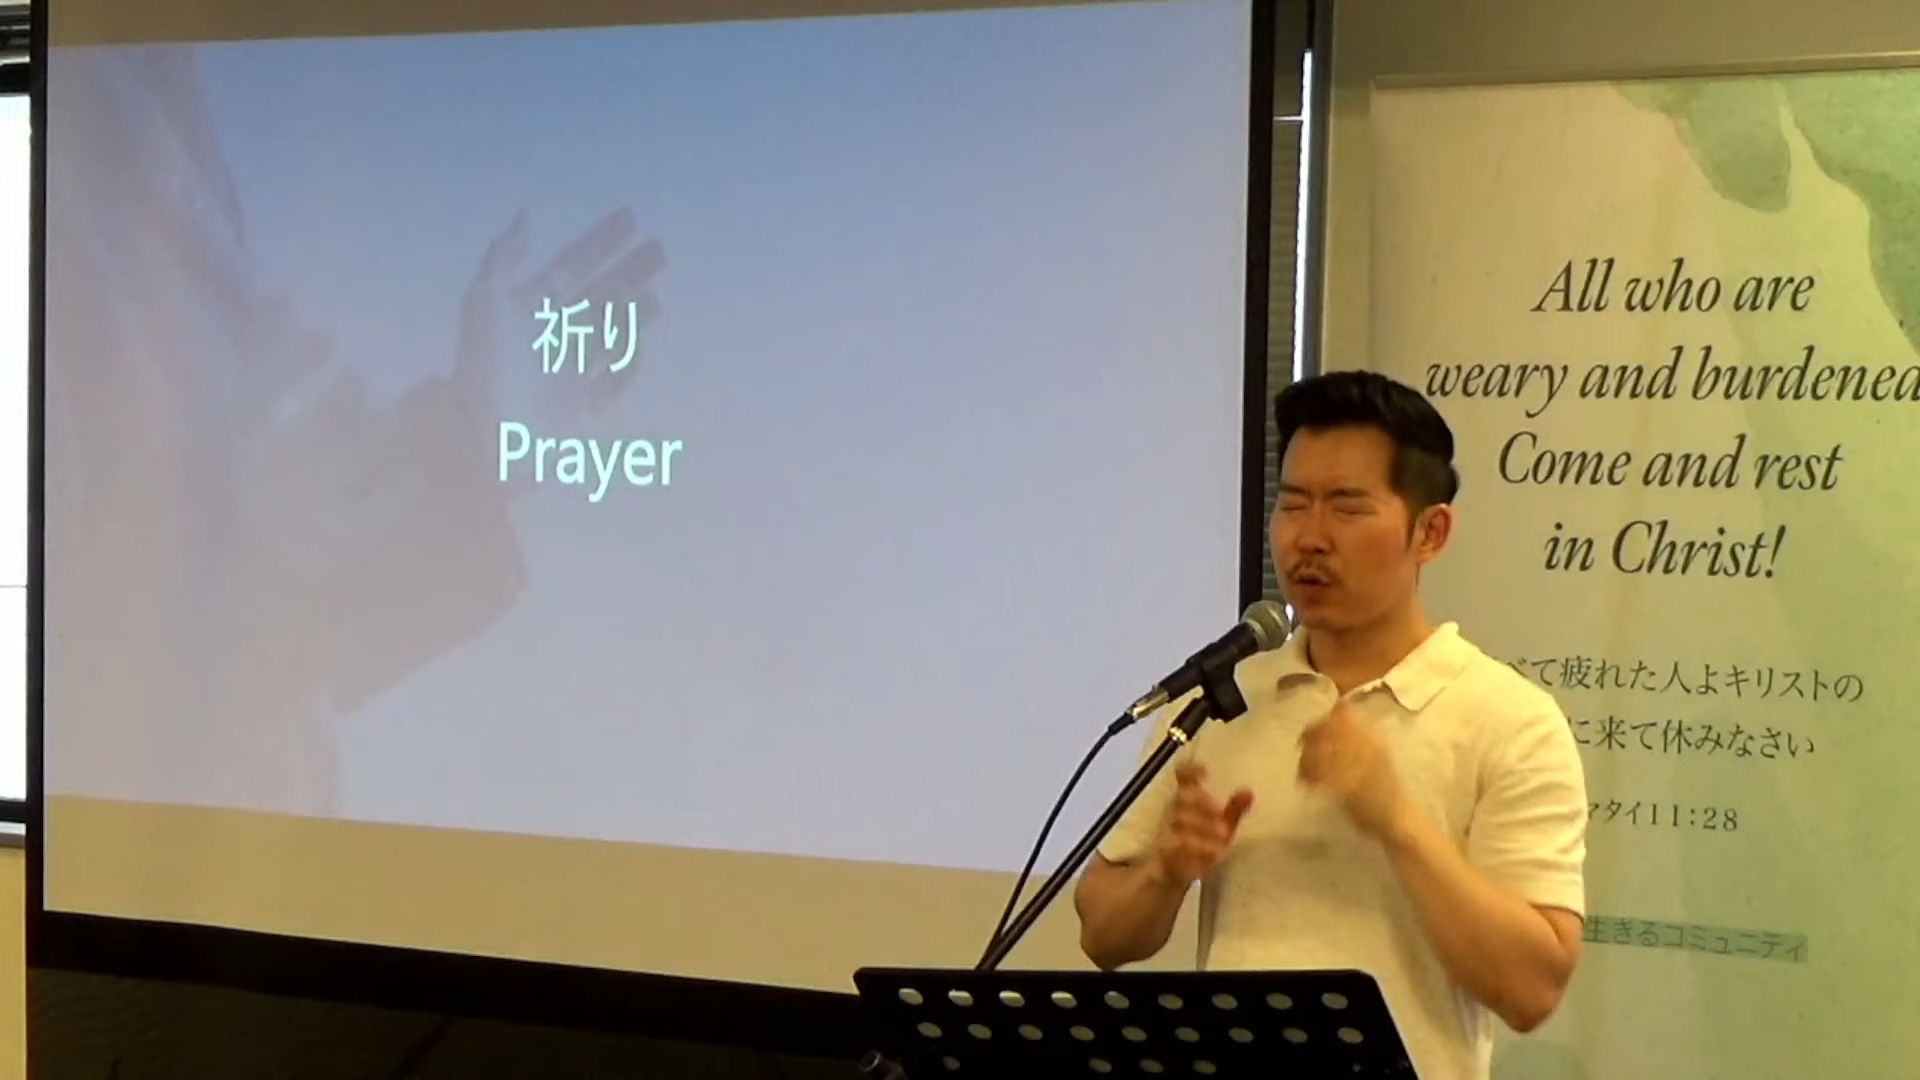 祈り
Prayer
All who are
weary and burdened
Come and rest
in Christ!
べて疲れた人よキリストの
に来て休みなさい
マタイ11:28
生きるコミュニティ